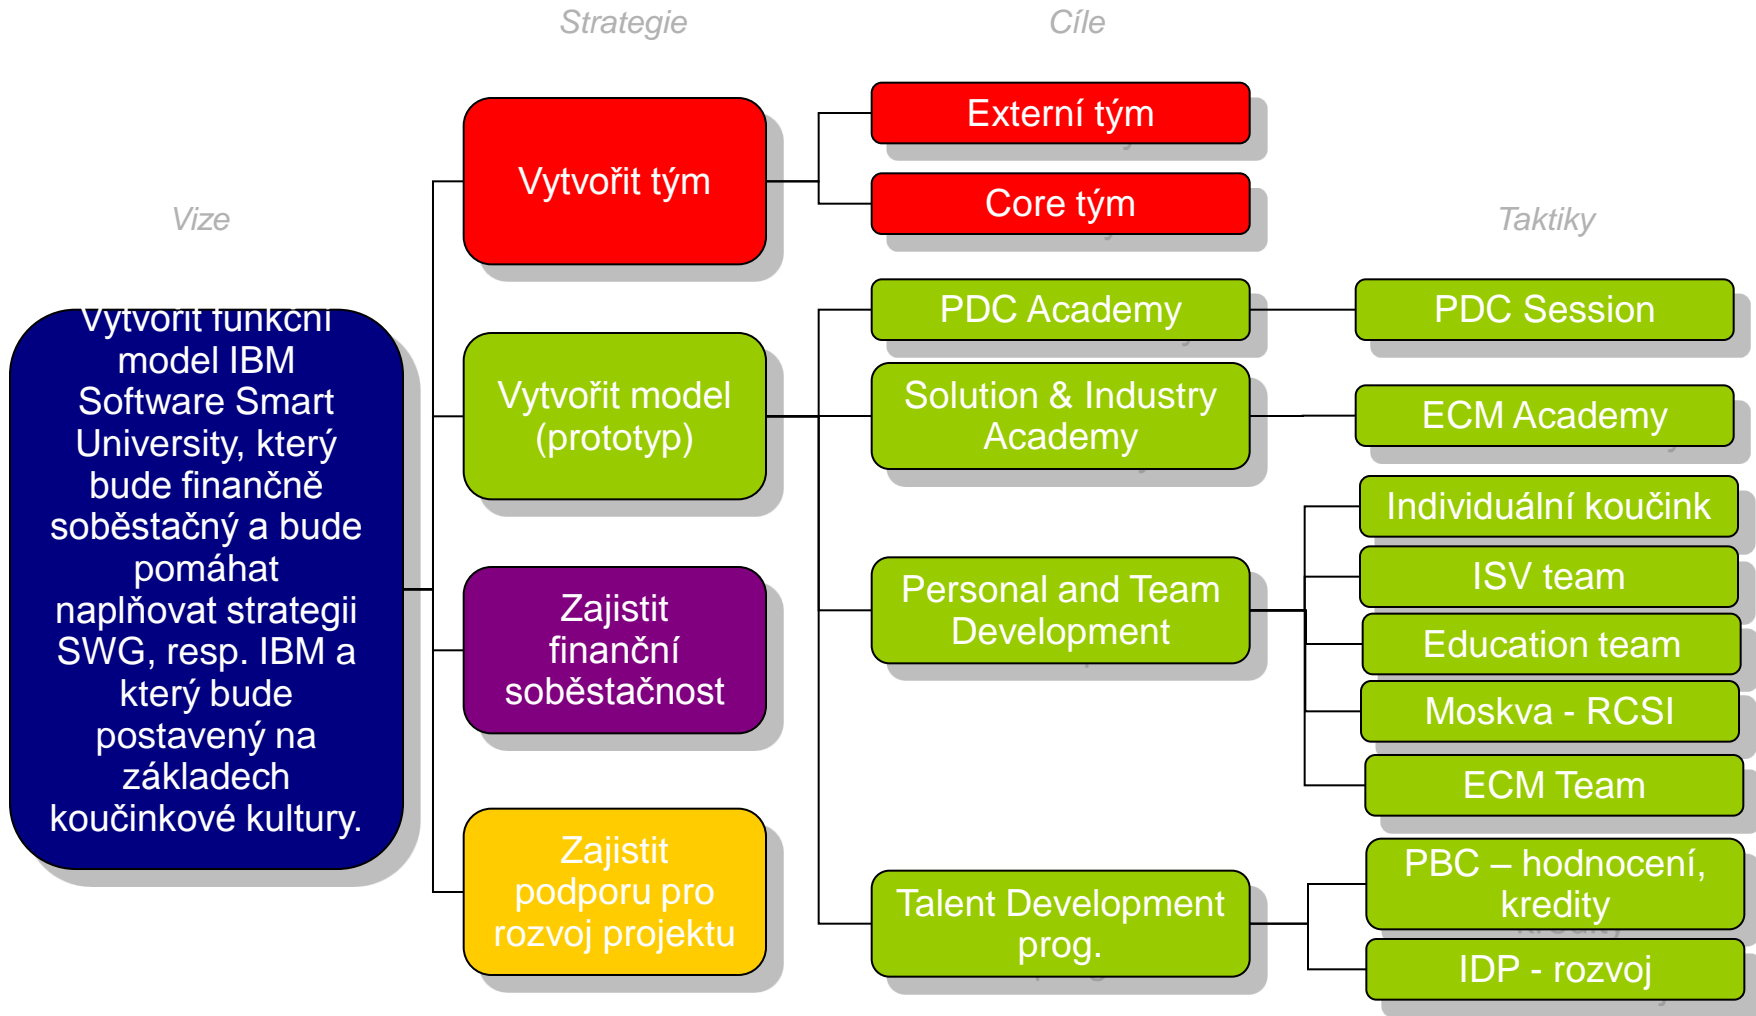 Strategie
Cíle
Vize
Taktiky
Vytvořit funkční
model IBM
Software Smart
University, který
bude finančně
soběstačný a bude
pomáhat
naplňovat strategii
SWG, resp. IBM a
který bude
postavený na
základech
koučinkové kultury.
Vytvořit tým
Vytvořit model
(prototyp)
Zajistit
finanční
soběstačnost
Zajistit
podporu pro
rozvoj projektu
Externí tým
Core tým
PDC Academy
Solution & Industry
Academy
Personal and Team
Development
Talent Development
prog.
PDC Session
ECM Academy
Individuální koučink
ISV team
Education team
Moskva - RCSI
ECM Team
PBC – hodnocení,
kredity
IDP - rozvoj